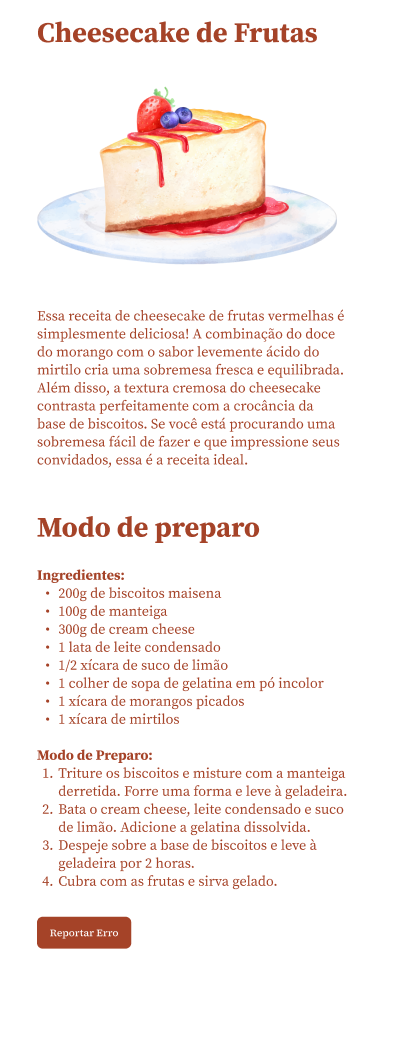 Cheesecake de Frutas
Essa receita de cheesecake de frutas vermelhas é
simplesmente deliciosa! A combinação do doce
do morango com o sabor levemente ácido do
mirtilo cria uma sobremesa fresca e equilibrada.
Além disso, a textura cremosa do cheesecake
contrasta perfeitamente com a crocância da
base de biscoitos. Se você está procurando uma
sobremesa fácil de fazer e que impressione seus
convidados, essa é a receita ideal.
Modo de preparo
Ingredientes:
• 200g de biscoitos maisena
• 100g de manteiga
• 300g de cream cheese
• 1 lata de leite condensado
• 1/2 xícara de suco de limão
• 1 colher de sopa de gelatina em pó incolor
• 1 xícara de morangos picados
• 1 xícara de mirtilos
Modo de Preparo:
1. Triture os biscoitos e misture com a manteiga
derretida. Forre uma forma e leve à geladeira.
2. Bata o cream cheese, leite condensado e suco
de limão. Adicione a gelatina dissolvida.
3. Despeje sobre a base de biscoitos e leve à
geladeira por 2 horas.
4. Cubra com as frutas e sirva gelado.
Reportar Erro